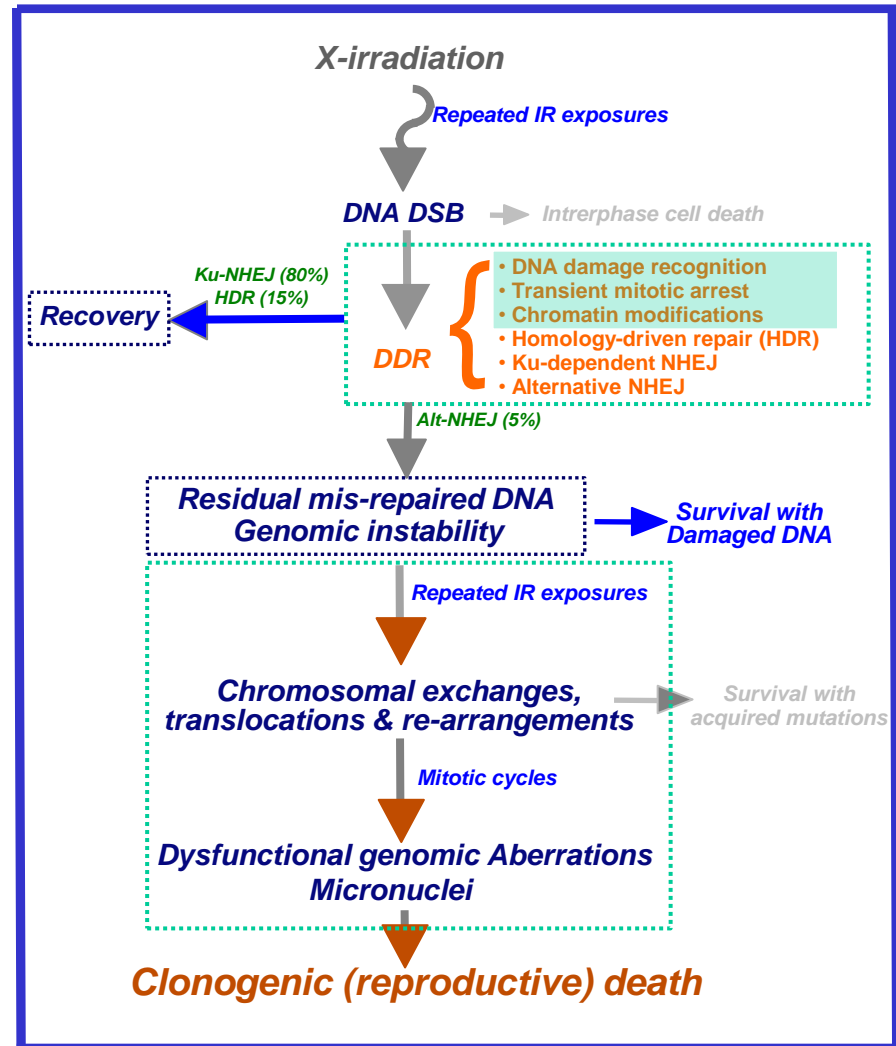 X-irradiation
Repeated IR exposures
DNA DSB
Intrerphase cell death
Ku-NHEJ (80%)
HDR (15%)
Recovery
DDR
• DNA damage recognition
• Transient mitotic arrest
• Chromatin modifications
• Homology-driven repair (HDR)
• Ku-dependent NHEJ
• Alternative NHEJ
Alt-NHEJ (5%)
Residual mis-repaired DNA
Genomic instability
Survival with
Damaged DNA
Repeated IR exposures
Chromosomal exchanges,
translocations & re-arrangements
Survival with
acquired mutations
Mitotic cycles
Dysfunctional genomic Aberrations
Micronuclei
Clonogenic (reproductive) death